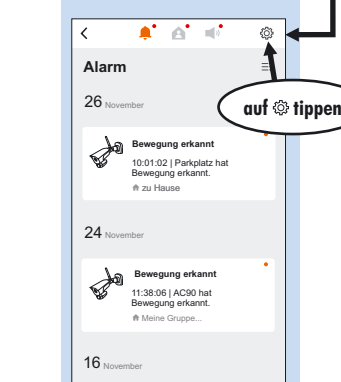 Alarm
auf tippen
26 November
Bewegung erkannt
10:01:02 | Parkplatz hat
Bewegung erkannt.
zu Hause
24 November
Bewegung erkannt
11:38:06 | AC90 hat
Bewegung erkannt.
Meine Gruppe...
16 November